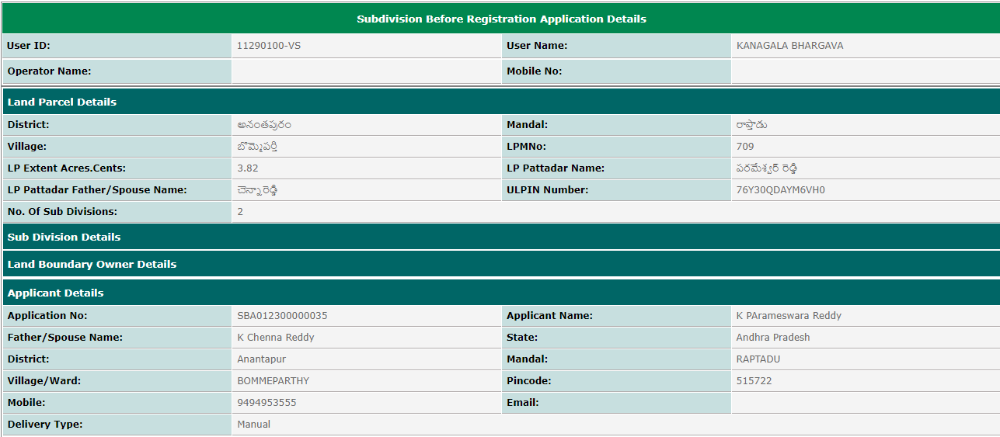 Subdivision Before Registration Application Details
User ID: 11290100-VS User Name: KANAGALA BHARGAVA
Operator Name: Mobile No:
Land Parcel Details
District: అనంతపురం Mandal: రాప్తాడు
Village: బొమ్మెపర్తి LPMNo: 709
LP Extent Acres.Cents: 3.82 LP Pattadar Name: పరమేశ్వర్ రెడ్డి
LP Pattadar Father/Spouse Name: చెన్నారెడ్డి ULPIN Number: 76Y30QDAYM6VH0
No. Of Sub Divisions: 2
Sub Division Details
Land Boundary Owner Details
Applicant Details
Application No: SBA012300000035 Applicant Name: K PArameswara Reddy
Father/Spouse Name: K Chenna Reddy State: Andhra Pradesh
District: Anantapur Mandal: RAPTADU
Village/Ward: BOMMEPARTHY Pincode: 515722
Mobile: 9494953555 Email:
Delivery Type: Manual